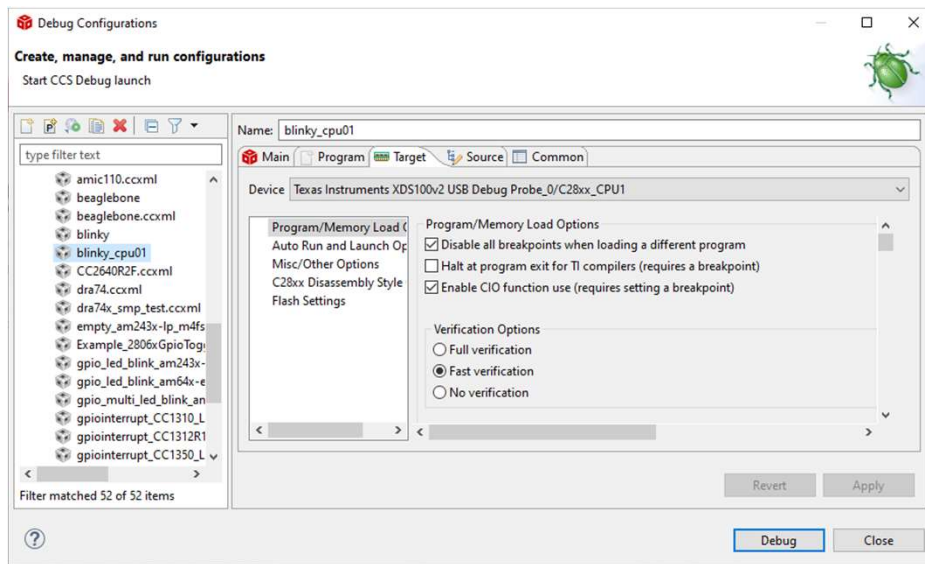 Debug Configurations
Create, manage, and run configurations
Start CCS Debug launch
type filter text
amic110.ccxml
beaglebone
beaglebone.ccxml
blinky
blinky_cpu01
CC2640R2F.ccxml
dra74.ccxml
dra74x_smp_test.ccxml
empty_am243x-lp_m4fs
Example_2806xGpioTog
gpio_led_blink_am243x-
gpio_led_blink_am64x-e
gpio_multi_led_blink_an
gpiointerrupt_CC1310_L
gpiointerrupt_CC1312R1
gpiointerrupt_CC1350_L
Filter matched 52 of 52 items
Name: blinky_cpu01
Main Program Target Source Common
Device Texas Instruments XDS100v2 USB Debug Probe_0/C28xx_CPU1
Program/Memory Load (
Auto Run and Launch Op
Misc/Other Options
C28xx Disassembly Style
Flash Settings
Program/Memory Load Options
Disable all breakpoints when loading a different program
Halt at program exit for TI compilers (requires a breakpoint)
Enable CIO function use (requires setting a breakpoint)
Verification Options
Full verification
Fast verification
No verification
Revert Apply
? Debug Close